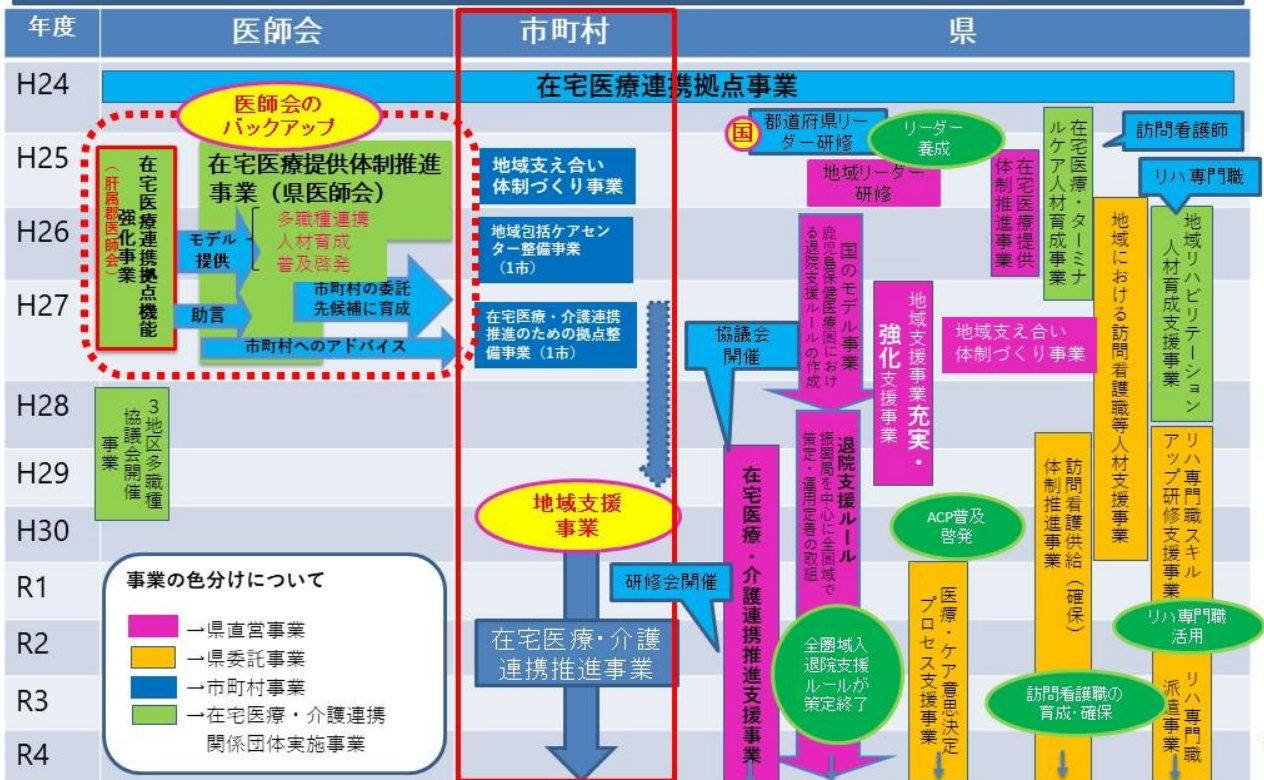 年度
医師会
市町村
県
H24
H25
H26
H27
H28
H29
H30
R1
R2
R3
R4
在宅医療連携拠点事業
医師会の
バックアップ
在宅医療連携拠点機能
強化事業
（肝属郡医師会）
在宅医療提供体制推進
事業（県医師会）
多職種連携
人材育成
普及啓発
モデル
提供
助言
市町村の委託
先候補に育成
市町村へのアドバイス
3地区多職種
協議会開催
事業
事業の色分けについて
→県直営事業
→県委託事業
→市町村事業
→在宅医療・介護連携
関係団体実施事業
地域支え合い
体制づくり事業
地域包括ケアセン
ター整備事業
（1市）
在宅医療・介護連携
推進のための拠点整
備事業（1市）
地域支援
事業
在宅医療・介護
連携推進事業
国
都道府県リー
ダー研修
リーダー
養成
地域リーダー
研修
在宅医療提供
体制推進事業
在宅医療・ターミナ
ルケア人材育成事業
訪問看護師
リハ専門職
国のモデル事業
鹿児島保健医療圏におけ
る退院支援ルールの作成
地域支援事業充実・
強化支援事業
地域支え合い
体制づくり事業
地域における訪問看護職等人材支援事業
地域リハビリテーション
人材育成支援事業
協議会
開催
研修会開催
在宅医療・介護連携推進支援事業
退院支援ルール
振興局を中心に全圏域で
策定・運用定着の取組
全圏域入
退院支援
ルールが
策定終了
ACP普及
啓発
医療・ケア意思決定
プロセス支援事業
訪問看護供給（確保）
体制推進事業
訪問看護職の
育成・確保
リハ専門職スキル
アップ研修支援事業
リハ専門職
活用
リハ専門職
派遣事業